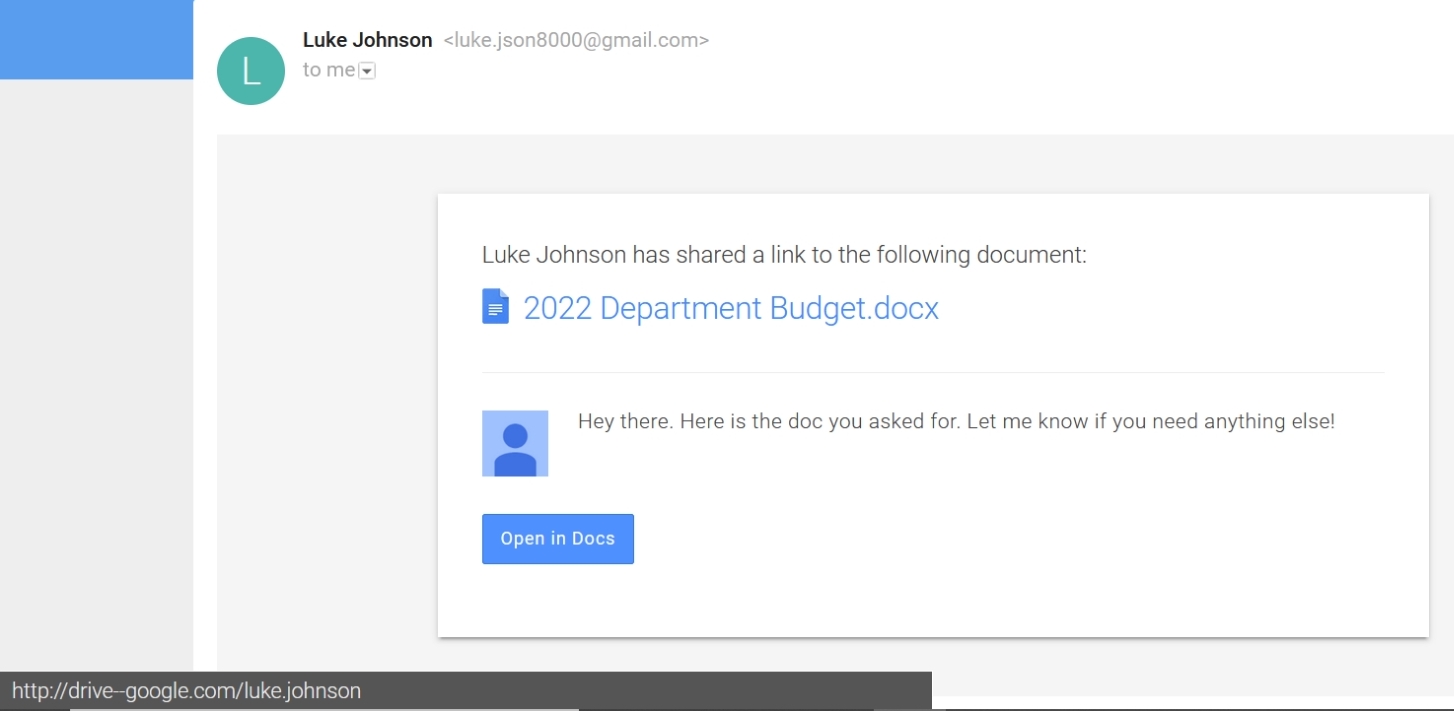 L
Luke Johnson <luke.json8000@gmail.com>
to me
Luke Johnson has shared a link to the following document:
2022 Department Budget.docx
Hey there. Here is the doc you asked for. Let me know if you need anything else!
Open in Docs
http://drive--google.com/luke.johnson